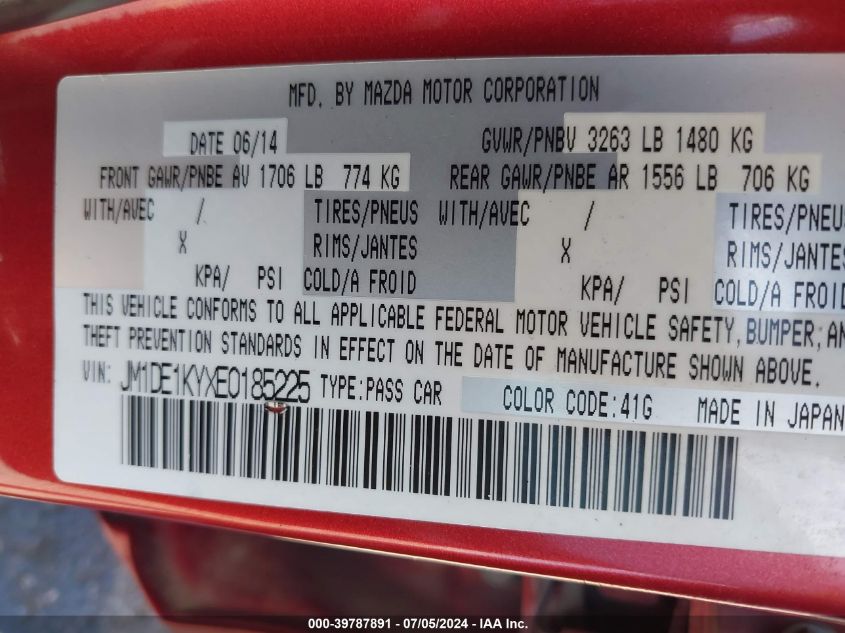 MFD. BY MAZDA MOTOR CORPORATION
DATE 06/14 GVWR/PNBV 3263 LB 1480 KG
FRONT GAWR/PNBE AV 1706 LB 774 KG REAR GAWR/PNBE AR 1556 LB 706 KG
WITH/AVEC / TIRES/PNEUS WITH/AVEC / TIRES/PNEUS
X RIMS/JANTES X RIMS/JANTES
KPA/ PSI COLD/A FROID KPA/ PSI COLD/A FROID
THIS VEHICLE CONFORMS TO ALL APPLICABLE FEDERAL MOTOR VEHICLE SAFETY, BUMPER, AN
THEFT PREVENTION STANDARDS IN EFFECT ON THE DATE OF MANUFACTURE SHOWN ABOVE.
VIN: JM1DE1KYXE0185225 TYPE:PASS CAR COLOR CODE:41G MADE IN JAPAN
000-39787891 / 07/05/2024 - IAA Inc.